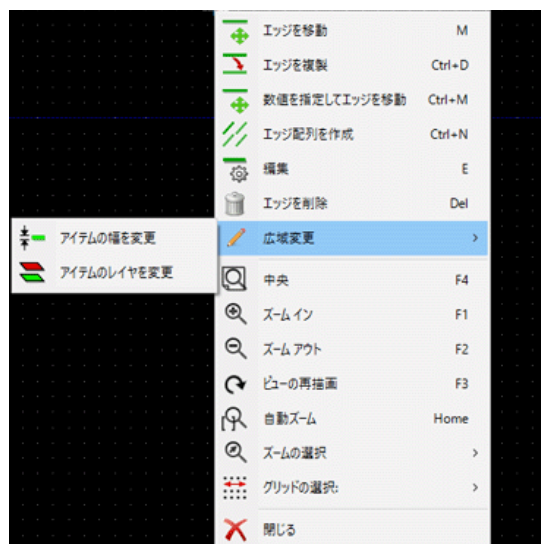 エッジを移動 M
エッジを複製 Ctrl+D
数値を指定してエッジを移動 Ctrl+M
エッジ配列を作成 Ctrl+N
編集 E
エッジを削除 Del
広域変更
アイテムの幅を変更
アイテムのレイヤを変更
中央 F4
ズーム イン F1
ズーム アウト F2
ビューの再描画 F3
自動ズーム Home
ズームの選択
グリッドの選択:
閉じる